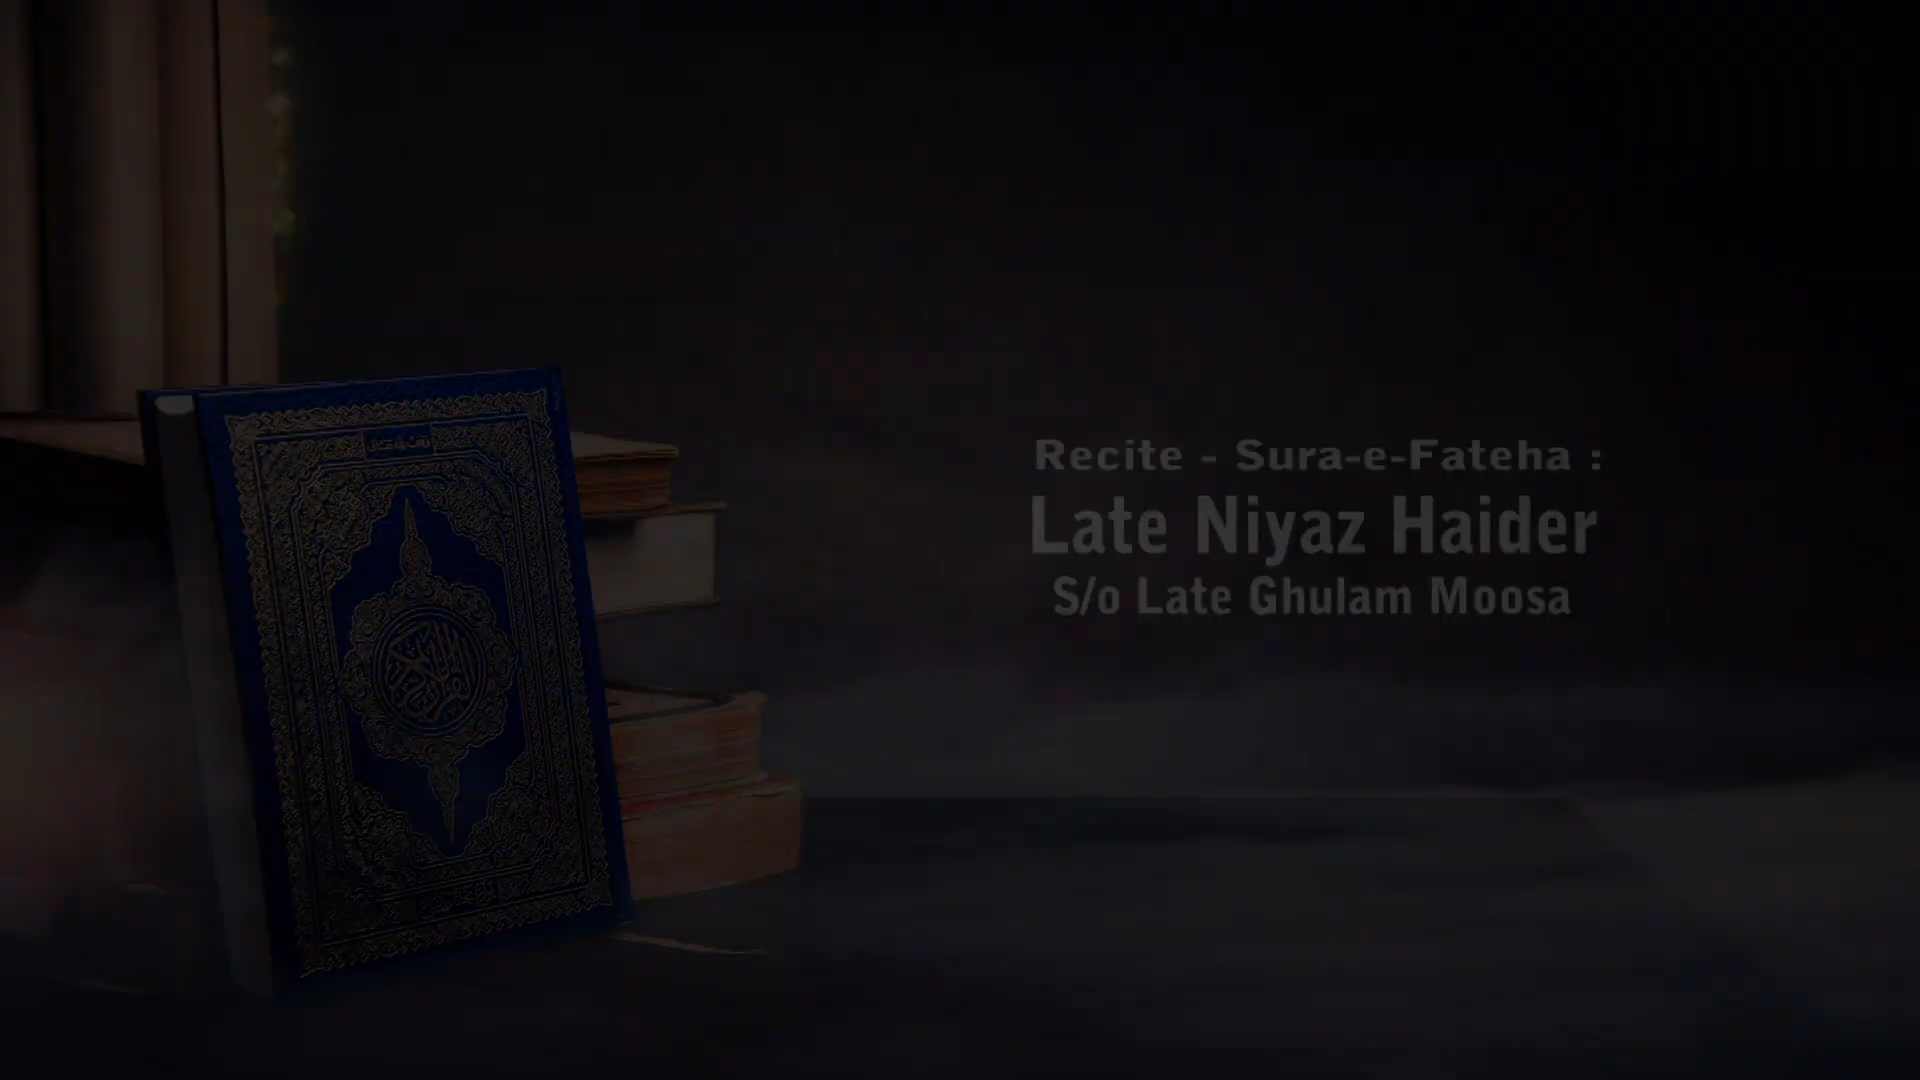 Recite - Sura-e-Fateha :
Late Niyaz Haider
S/o Late Ghulam Moosa